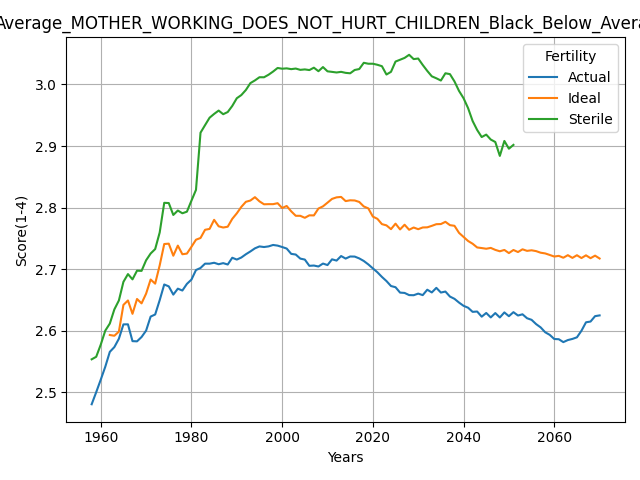 Average_MOTHER_WORKING_DOES_NOT_HURT_CHILDREN_Black_Below_Avera
Fertility
Actual
Ideal
Sterile
Score(1-4)
3.0
2.9
2.8
2.7
2.6
2.5
1960 1980 2000 2020 2040 2060
Years